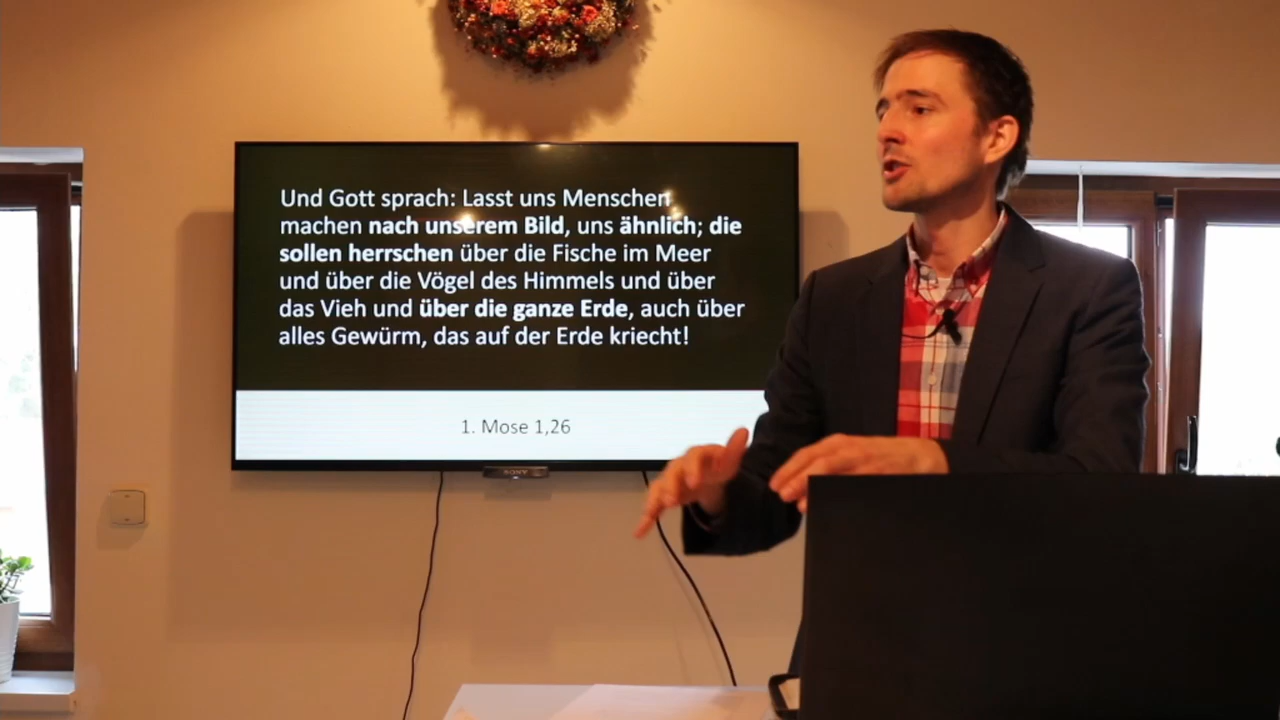 Und Gott sprach: Lasst uns Menschen
machen nach unserem Bild, uns ähnlich; die
sollen herrschen über die Fische im Meer
und über die Vögel des Himmels und über
das Vieh und über die ganze Erde, auch über
alles Gewürm, das auf der Erde kriecht!
1. Mose 1,26
SONY